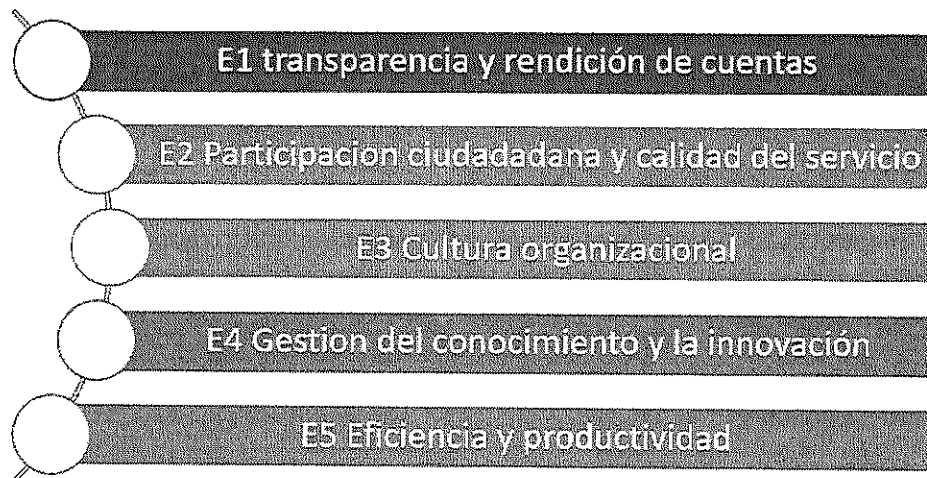 E1 transparencia y rendición de cuentas
E2 Participacion ciudadadana y calidad del servicio
E3 Cultura organizacional
E4 Gestion del conocimiento y la innovación
E5 Eficiencia y productividad